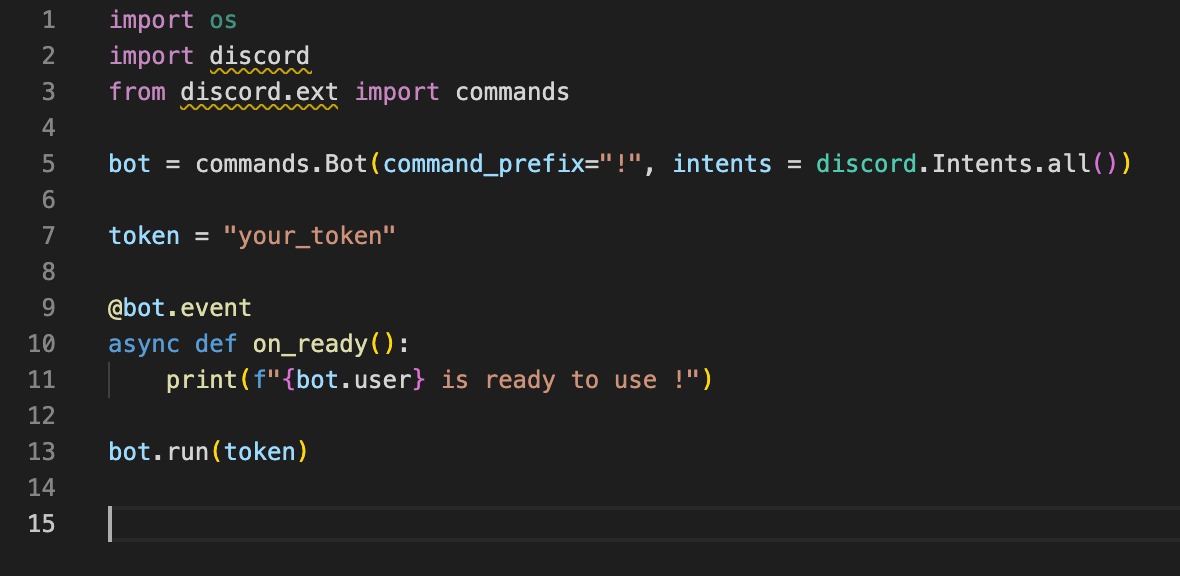 1 import os
2 import discord
3 from discord.ext import commands
4
5 bot = commands.Bot(command_prefix="!", intents = discord.Intents.all())
6
7 token = "your_token"
8
9 @bot.event
10 async def on_ready():
11     print(f"{bot.user} is ready to use !")
12
13 bot.run(token)
14
15